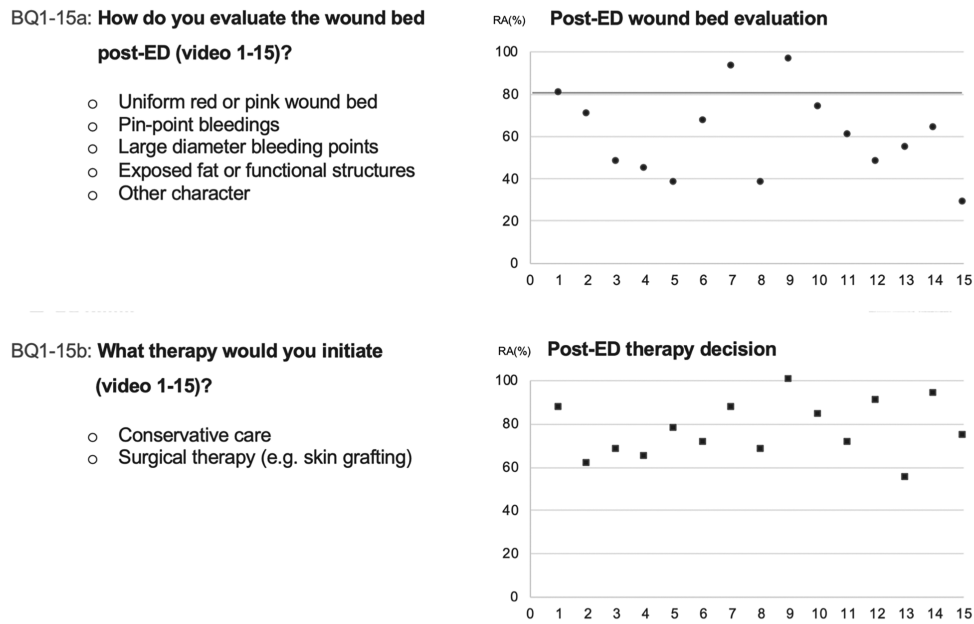 BQ1-15a: How do you evaluate the wound bed
post-ED (video 1-15)?
o Uniform red or pink wound bed
o Pin-point bleedings
o Large diameter bleeding points
o Exposed fat or functional structures
o Other character
RA(%) Post-ED wound bed evaluation
100
80
60
40
20
0
0 1 2 3 4 5 6 7 8 9 10 11 12 13 14 15
BQ1-15b: What therapy would you initiate
(video 1-15)?
o Conservative care
o Surgical therapy (e.g. skin grafting)
RA(%) Post-ED therapy decision
100
80
60
40
20
0
0 1 2 3 4 5 6 7 8 9 10 11 12 13 14 15